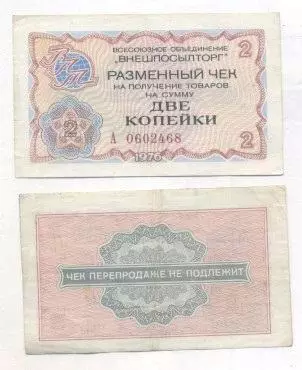 ВСЕСОЮЗНОЕ ОБЪЕДИНЕНИЕ
„ВНЕШПОСЫЛТОРГ"
2
РАЗМЕННЫЙ ЧЕК
НА ПОЛУЧЕНИЕ ТОВАРОВ
НА СУММУ
2
ДВЕ
КОПЕЙКИ
А 0602468
2
1976
ЧЕК ПЕРЕПРОДАЖЕ НЕ ПОДЛЕЖИТ